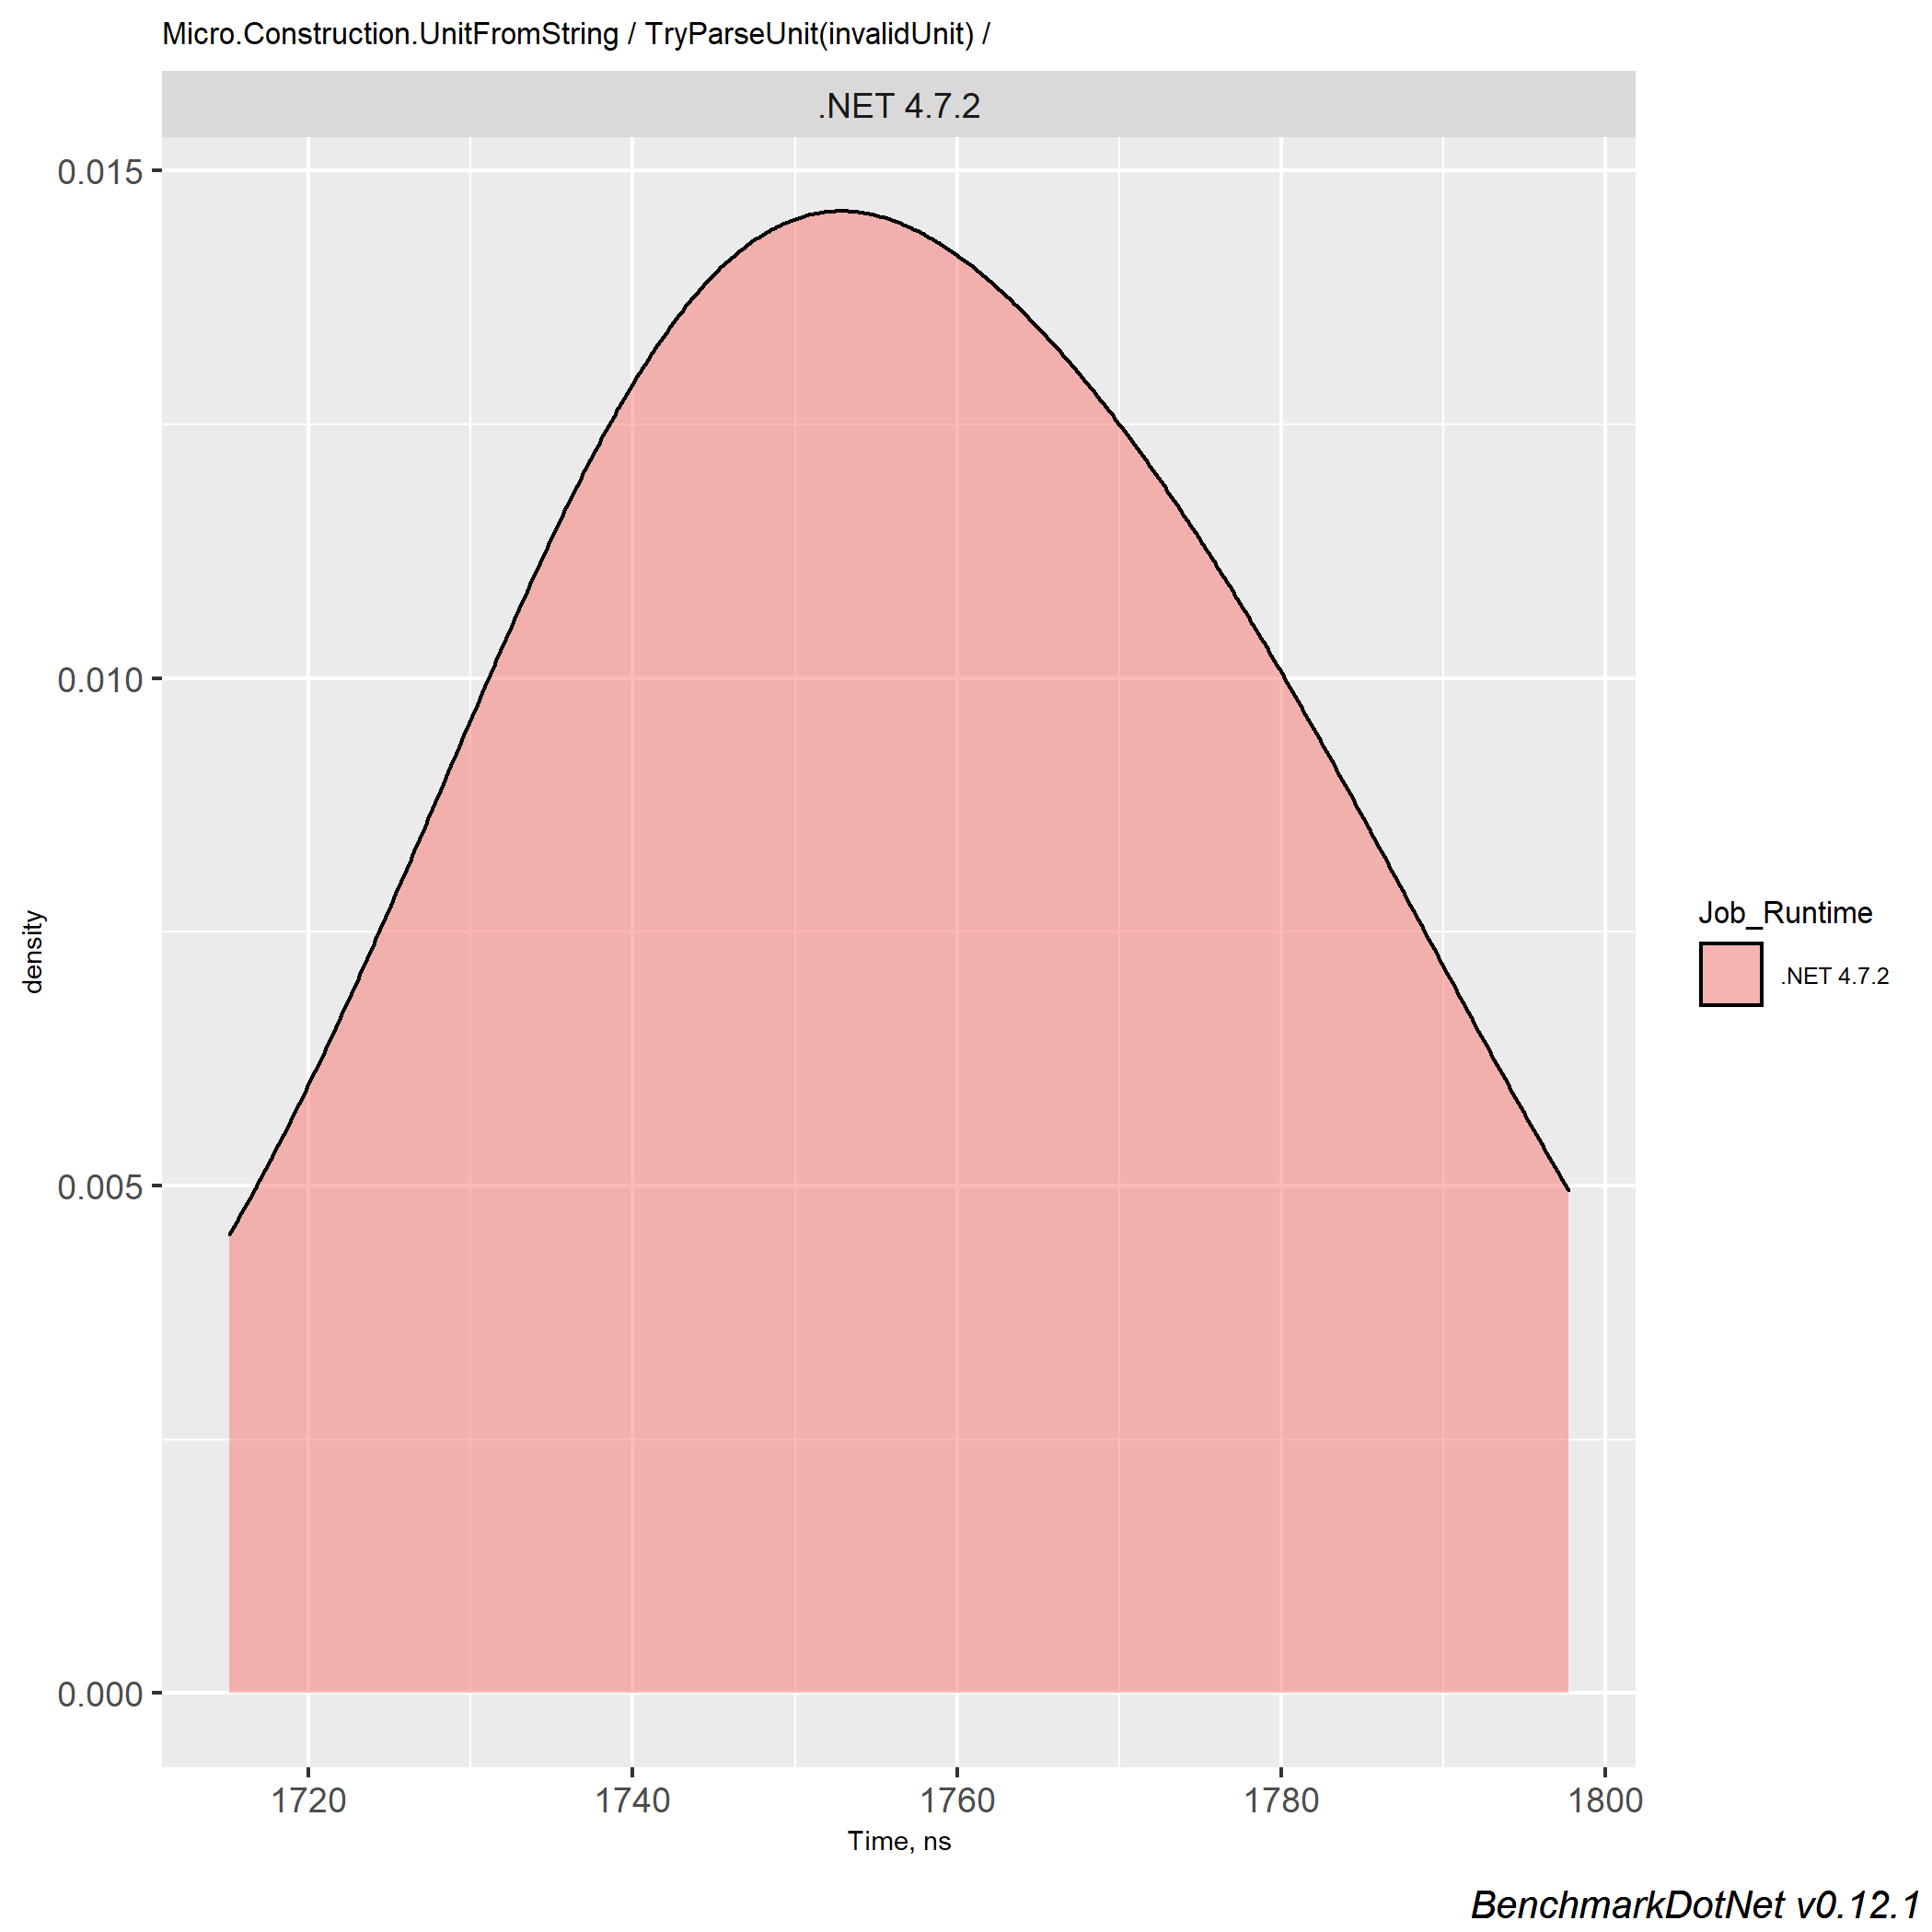 Micro.Construction.UnitFromString / TryParseUnit(invalidUnit) /
.NET 4.7.2
0.015
0.010
0.005
0.000
density
1720 1740 1760 1780 1800
Time, ns
Job_Runtime
.NET 4.7.2
BenchmarkDotNet v0.12.1